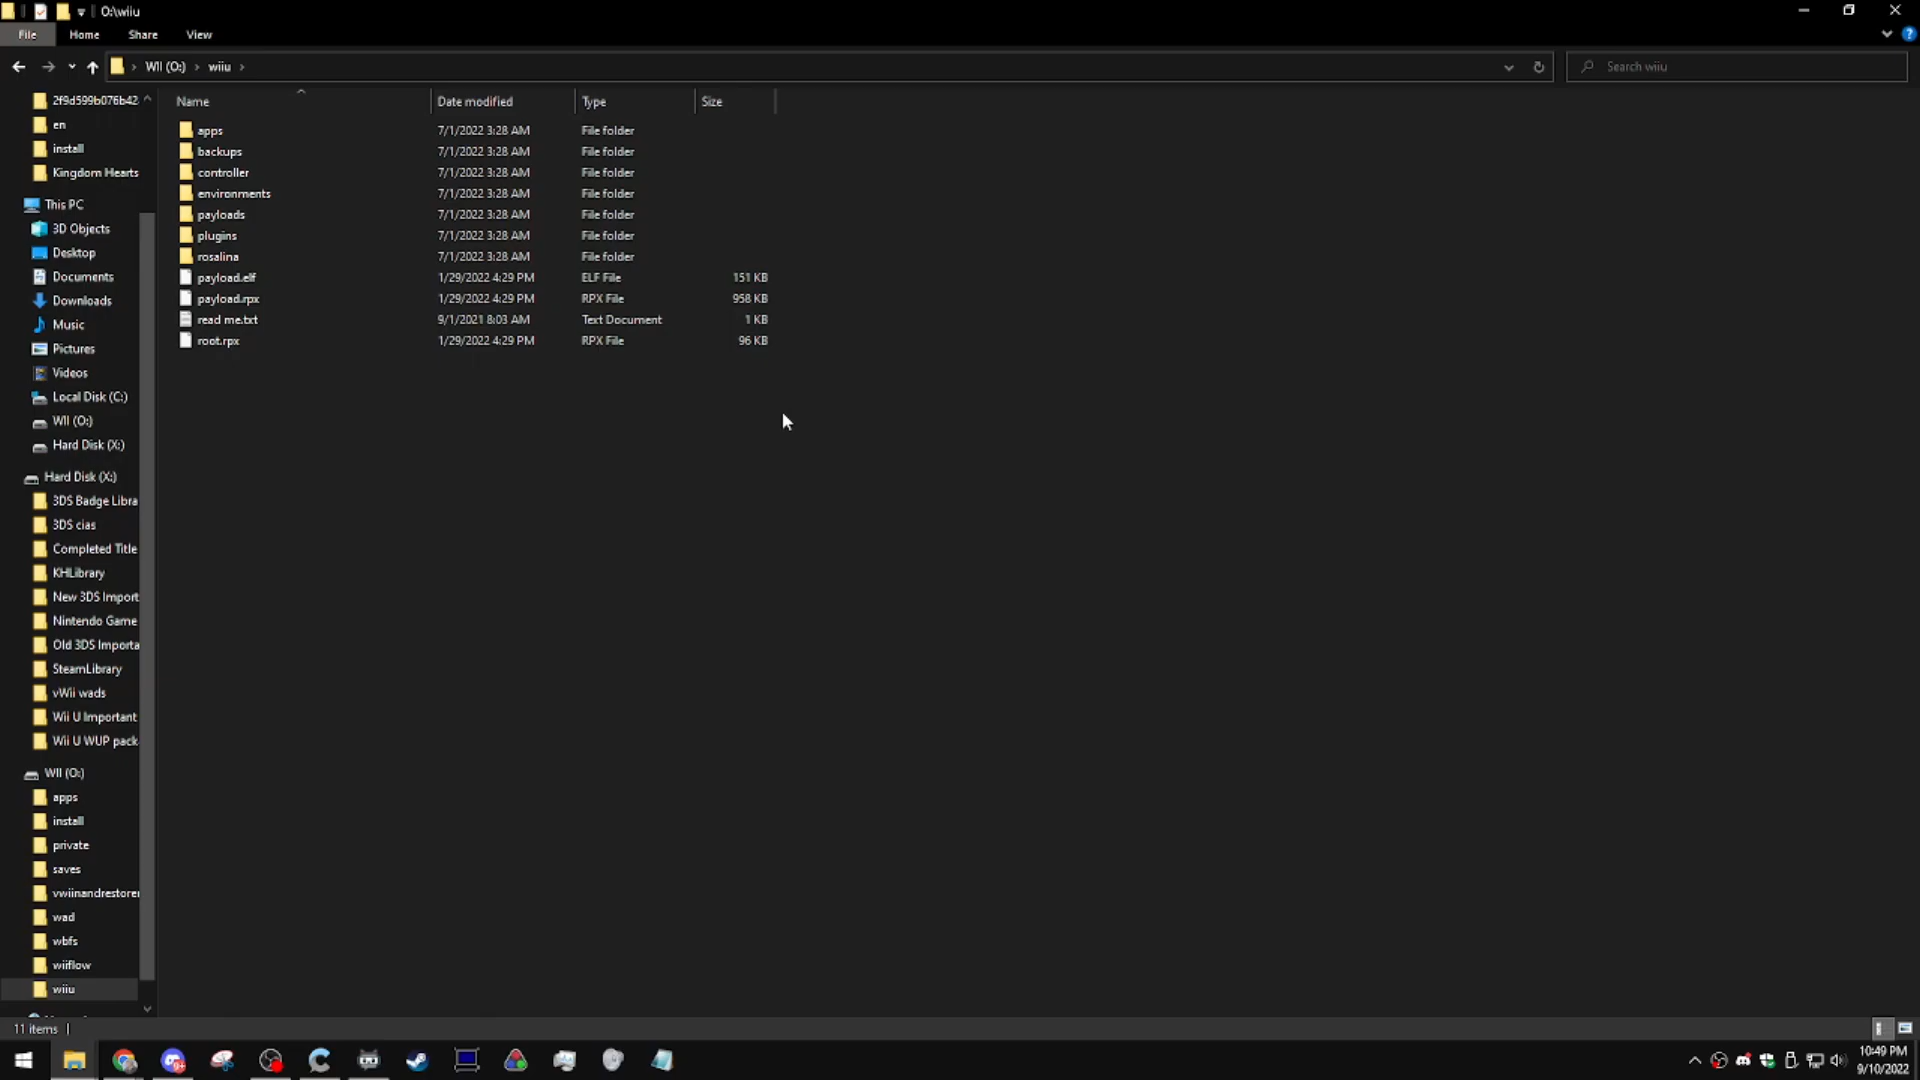 O:\wiiu
File Home Share View
WII (O:) wiiu
Search wiiu
Name Date modified Type Size
apps 7/1/2022 3:28 AM File folder
backups 7/1/2022 3:28 AM File folder
controller 7/1/2022 3:28 AM File folder
environments 7/1/2022 3:28 AM File folder
payloads 7/1/2022 3:28 AM File folder
plugins 7/1/2022 3:28 AM File folder
rosalina 7/1/2022 3:28 AM File folder
payload.elf 1/29/2022 4:29 PM ELF File 151 KB
payload.rpx 1/29/2022 4:29 PM RPX File 958 KB
read me.txt 9/1/2021 8:03 AM Text Document 1 KB
root.rpx 1/29/2022 4:29 PM RPX File 96 KB
2f9d599b076b42
en
install
Kingdom Hearts
This PC
3D Objects
Desktop
Documents
Downloads
Music
Pictures
Videos
Local Disk (C:)
WII (O:)
Hard Disk (X:)
Hard Disk (X:)
3DS Badge Libra
3DS cias
Completed Title
KHLibrary
New 3DS Import
Nintendo Game
Old 3DS Importa
SteamLibrary
vWii wads
Wii U Important
Wii U WUP pack
WII (O:)
apps
install
private
saves
vwiinandrestorer
wad
wbfs
wiiflow
wiiu
11 items
10:49 PM
9/10/2022